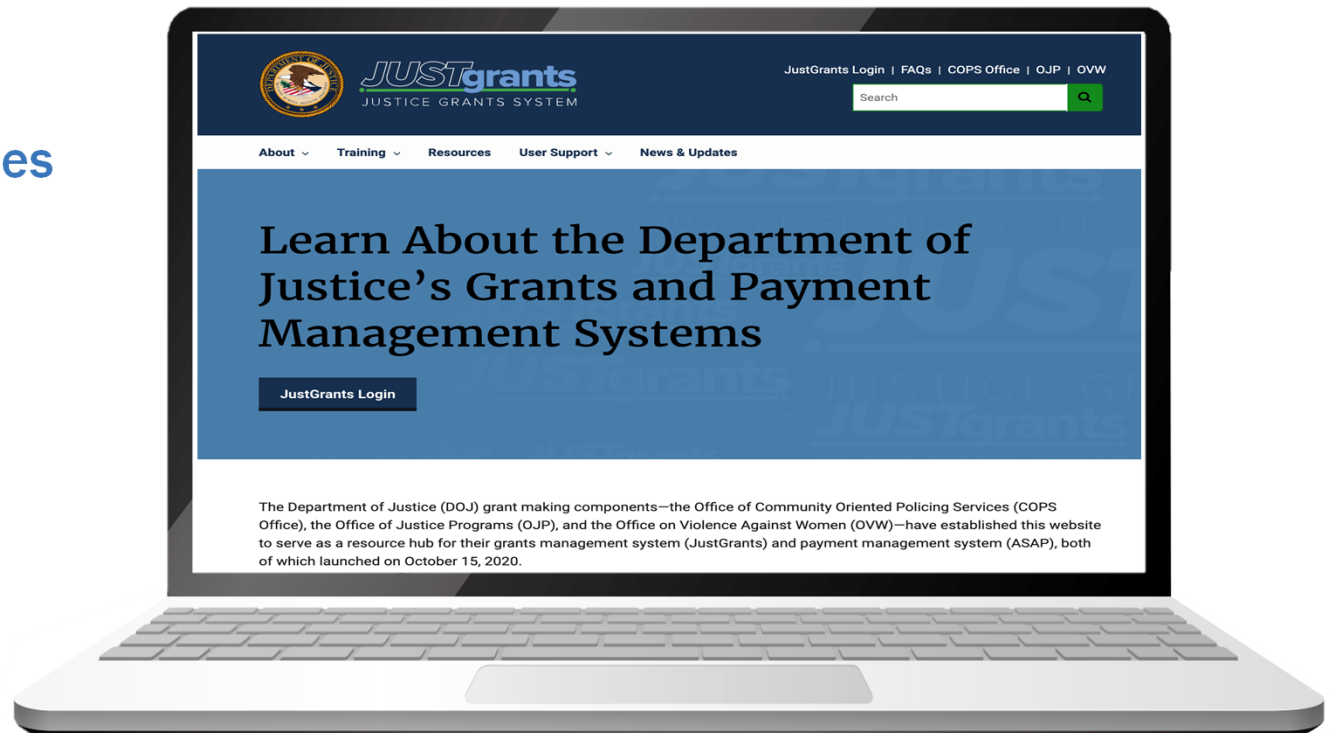 es
JUSTgrants
JUSTICE GRANTS SYSTEM
JustGrants Login | FAQs | COPS Office | OJP | OVW
Search
About Training Resources User Support News & Updates
Learn About the Department of
Justice’s Grants and Payment
Management Systems
JustGrants Login
The Department of Justice (DOJ) grant making components—the Office of Community Oriented Policing Services (COPS
Office), the Office of Justice Programs (OJP), and the Office on Violence Against Women (OVW)—have established this website
to serve as a resource hub for their grants management system (JustGrants) and payment management system (ASAP), both
of which launched on October 15, 2020.